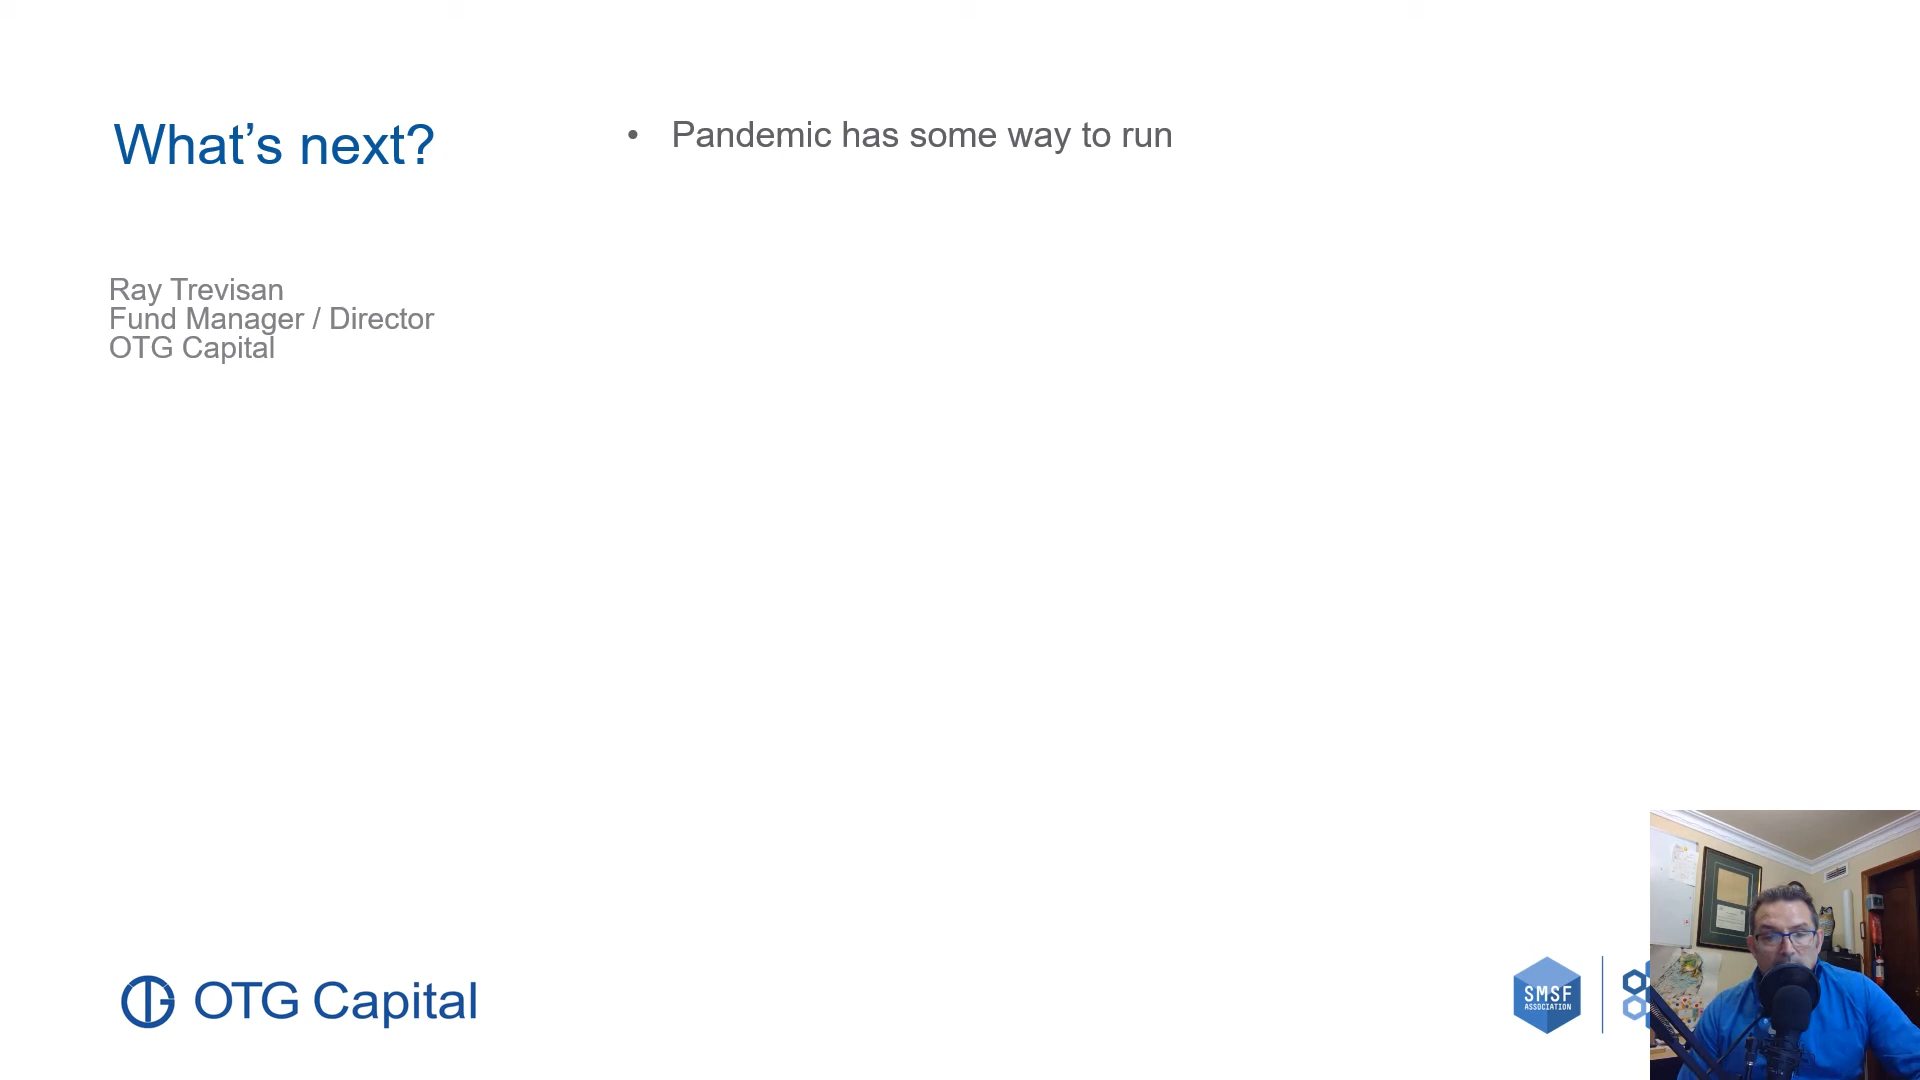 What's next?
• Pandemic has some way to run
Ray Trevisan
Fund Manager / Director
OTG Capital
OTG Capital
SMSF
ASSOCIATION